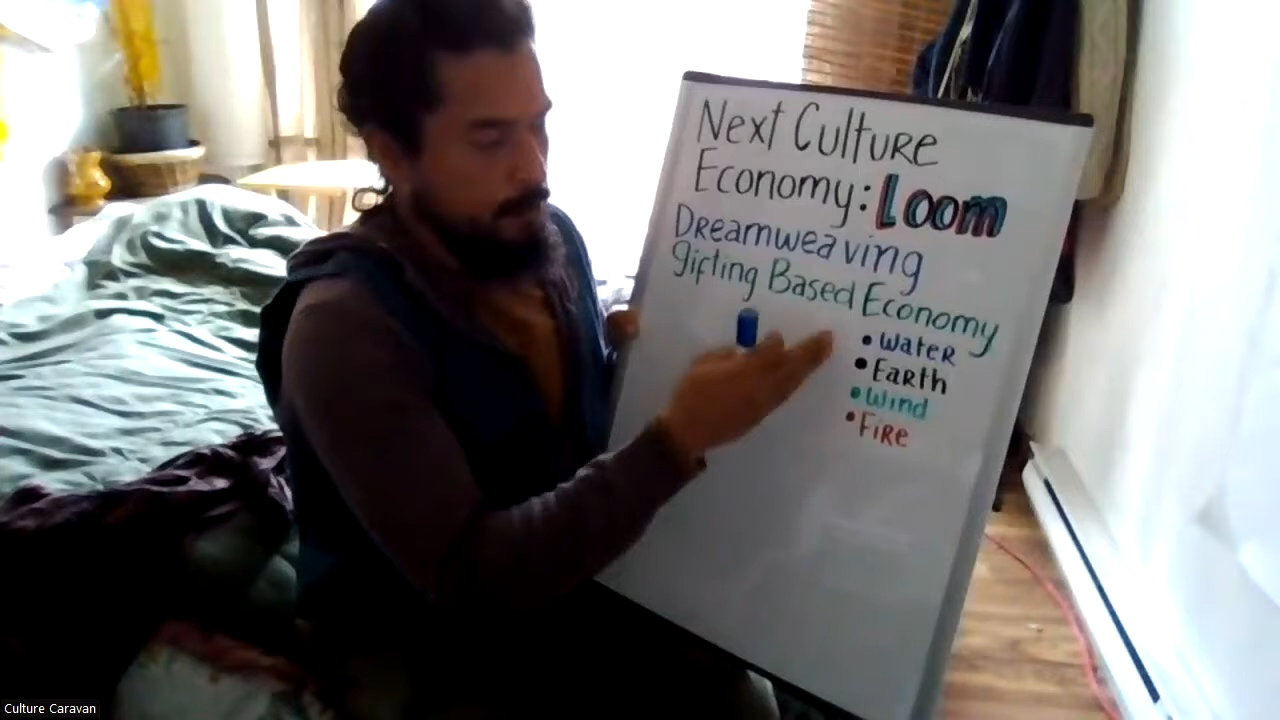 Next Culture
Economy: Loom
Dreamweaving
gifting Based Economy
• Water
• Earth
• Wind
• Fire
Culture Caravan